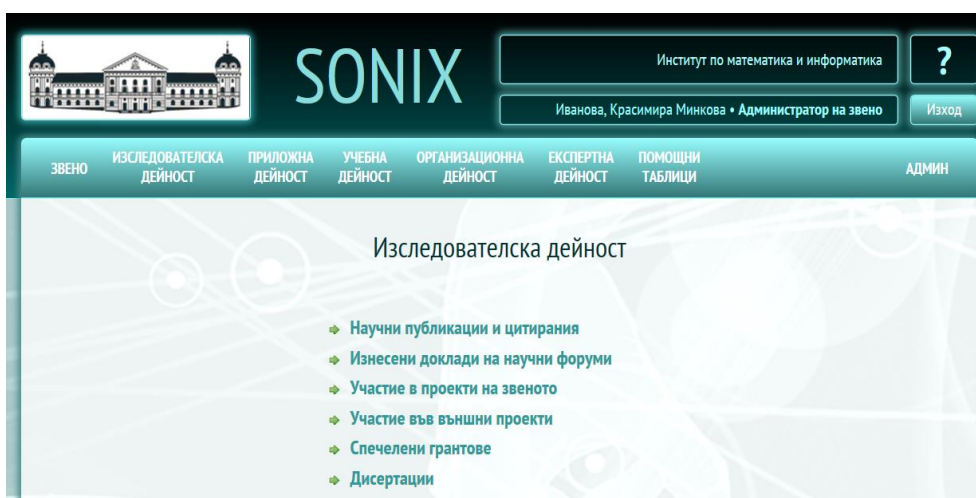 SONIX
Институт по математика и информатика
?
Иванова, Красимира Минкова • Администратор на звено
Изход
ЗВЕНО
ИЗСЛЕДОВАТЕЛСКА
ДЕЙНОСТ
ПРИЛОЖНА
ДЕЙНОСТ
УЧЕБНА
ДЕЙНОСТ
ОРГАНИЗАЦИОННА
ДЕЙНОСТ
ЕКСПЕРТНА
ДЕЙНОСТ
ПОМОЩНИ
ТАБЛИЦИ
АДМИН
Изследователска дейност
Научни публикации и цитирания
Изнесени доклади на научни форуми
Участие в проекти на звеното
Участие във външни проекти
Спечелени грантове
Дисертации